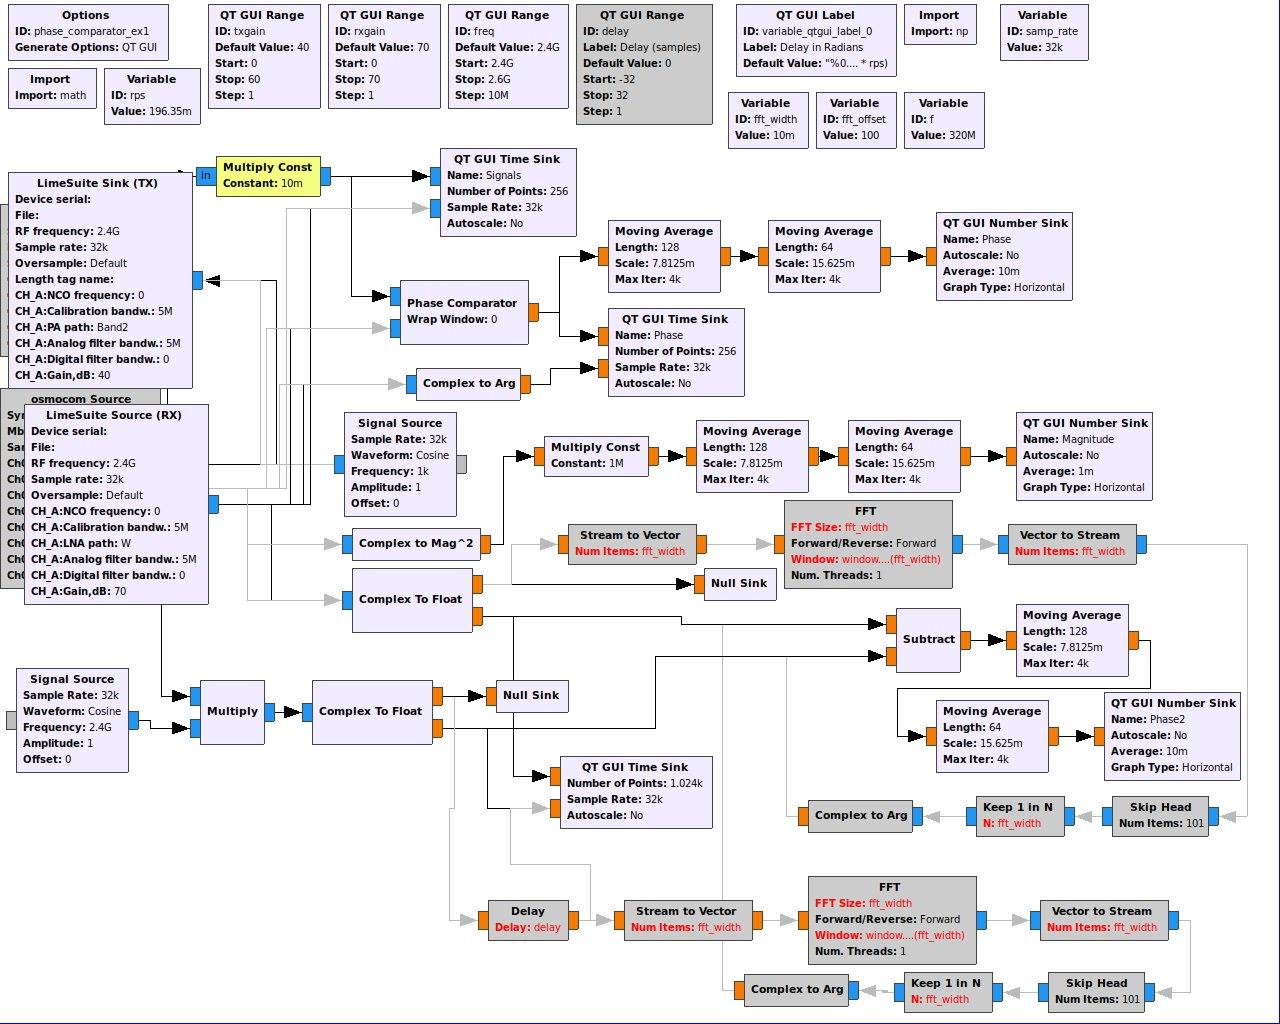 Options
ID: phase_comparator_ex1
Generate Options: QT GUI
QT GUI Range
ID: txgain
Default Value: 40
Start: 0
Stop: 60
Step: 1
QT GUI Range
ID: rxgain
Default Value: 70
Start: 0
Stop: 70
Step: 1
QT GUI Range
ID: freq
Default Value: 2.4G
Start: 2.4G
Stop: 2.6G
Step: 10M
QT GUI Range
ID: delay
Label: Delay (samples)
Default Value: 0
Start: -32
Stop: 32
Step: 1
QT GUI Label
ID: variable_qtgui_label_0
Label: Delay in Radians
Default Value: "%0.... * rps)
Import
Import: np
Variable
ID: samp_rate
Value: 32k
Import
Import: math
Variable
ID: rps
Value: 196.35m
Variable
ID: fft_width
Value: 10m
Variable
ID: fft_offset
Value: 100
Variable
ID: f
Value: 320M
in
Multiply Const
Constant: 10m
QT GUI Time Sink
Name: Signals
Number of Points: 256
Sample Rate: 32k
Autoscale: No
LimeSuite Sink (TX)
Device serial:
File:
RF frequency: 2.4G
Sample rate: 32k
Oversample: Default
Length tag name:
CH_A:NCO frequency: 0
CH_A:Calibration bandw.: 5M
CH_A:PA path: Band2
CH_A:Analog filter bandw.: 5M
CH_A:Digital filter bandw.: 0
CH_A:Gain,dB: 40
Moving Average
Length: 128
Scale: 7.8125m
Max Iter: 4k
Moving Average
Length: 64
Scale: 15.625m
Max Iter: 4k
QT GUI Number Sink
Name: Phase
Autoscale: No
Average: 10m
Graph Type: Horizontal
Phase Comparator
Wrap Window: 0
QT GUI Time Sink
Name: Phase
Number of Points: 256
Sample Rate: 32k
Autoscale: No
Complex to Arg
osmocom Source
Mb
Sar
LimeSuite Source (RX)
Device serial:
File:
RF frequency: 2.4G
Sample rate: 32k
Oversample: Default
CH_A:NCO frequency: 0
CH_A:Calibration bandw.: 5M
CH_A:LNA path: W
CH_A:Analog filter bandw.: 5M
CH_A:Digital filter bandw.: 0
CH_A:Gain,dB: 70
Signal Source
Sample Rate: 32k
Waveform: Cosine
Frequency: 1k
Amplitude: 1
Offset: 0
Multiply Const
Constant: 1M
Moving Average
Length: 128
Scale: 7.8125m
Max Iter: 4k
Moving Average
Length: 64
Scale: 15.625m
Max Iter: 4k
QT GUI Number Sink
Name: Magnitude
Autoscale: No
Average: 1m
Graph Type: Horizontal
Complex to Mag^2
Stream to Vector
Num Items: fft_width
FFT
FFT Size: fft_width
Forward/Reverse: Forward
Window: window....(fft_width)
Num. Threads: 1
Vector to Stream
Num Items: fft_width
Complex To Float
Null Sink
Subtract
Moving Average
Length: 128
Scale: 7.8125m
Max Iter: 4k
Signal Source
Sample Rate: 32k
Waveform: Cosine
Frequency: 2.4G
Amplitude: 1
Offset: 0
Multiply
Complex To Float
Null Sink
Moving Average
Length: 64
Scale: 15.625m
Max Iter: 4k
QT GUI Number Sink
Name: Phase2
Autoscale: No
Average: 10m
Graph Type: Horizontal
QT GUI Time Sink
Number of Points: 1.024k
Sample Rate: 32k
Autoscale: No
Complex to Arg
Keep 1 in N
N: fft_width
Skip Head
Num Items: 101
Delay
Delay: delay
Stream to Vector
Num Items: fft_width
FFT
FFT Size: fft_width
Forward/Reverse: Forward
Window: window....(fft_width)
Num. Threads: 1
Vector to Stream
Num Items: fft_width
Complex to Arg
Keep 1 in N
N: fft_width
Skip Head
Num Items: 101